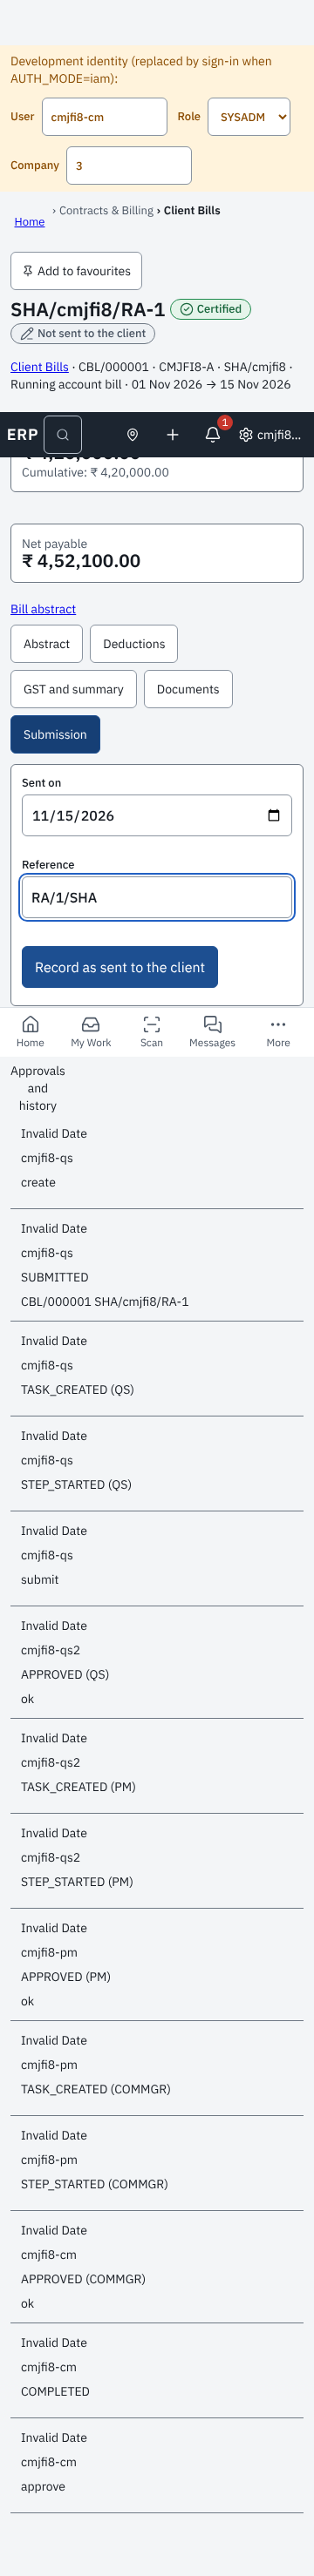 Development identity (replaced by sign-in when
AUTH_MODE=iam):
User cmjfi8-cm Role SYSADM
Company 3
Home › Contracts & Billing › Client Bills
Add to favourites
SHA/cmjfi8/RA-1 Certified
Not sent to the client
Client Bills · CBL/000001 · CMJFI8-A · SHA/cmjfi8 ·
Running account bill · 01 Nov 2026 → 15 Nov 2026
ERP 1 cmjfi8...
Cumulative: ₹ 4,20,000.00
Net payable
₹ 4,52,100.00
Bill abstract
Abstract Deductions
GST and summary Documents
Submission
Sent on
11/15/2026
Reference
RA/1/SHA
Record as sent to the client
Home My Work Scan Messages More
Approvals
and
history
Invalid Date
cmjfi8-qs
create
Invalid Date
cmjfi8-qs
SUBMITTED
CBL/000001 SHA/cmjfi8/RA-1
Invalid Date
cmjfi8-qs
TASK_CREATED (QS)
Invalid Date
cmjfi8-qs
STEP_STARTED (QS)
Invalid Date
cmjfi8-qs
submit
Invalid Date
cmjfi8-qs2
APPROVED (QS)
ok
Invalid Date
cmjfi8-qs2
TASK_CREATED (PM)
Invalid Date
cmjfi8-qs2
STEP_STARTED (PM)
Invalid Date
cmjfi8-pm
APPROVED (PM)
ok
Invalid Date
cmjfi8-pm
TASK_CREATED (COMMGR)
Invalid Date
cmjfi8-pm
STEP_STARTED (COMMGR)
Invalid Date
cmjfi8-cm
APPROVED (COMMGR)
ok
Invalid Date
cmjfi8-cm
COMPLETED
Invalid Date
cmjfi8-cm
approve